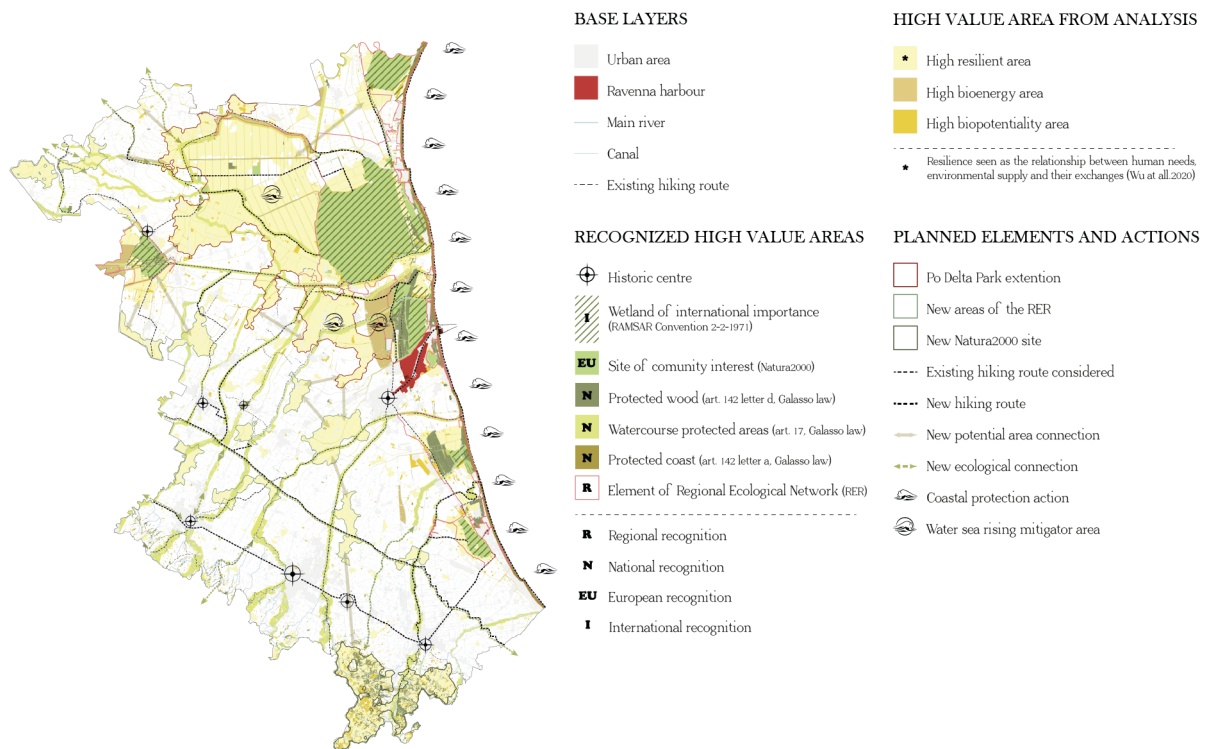 BASE LAYERS
Urban area
Ravenna harbour
Main river
Canal
Existing hiking route
HIGH VALUE AREA FROM ANALYSIS
* High resilient area
High bioenergy area
High biopotentiality area
* Resilience seen as the relationship between human needs,
environmental supply and their exchanges (Wu at all.2020)
RECOGNIZED HIGH VALUE AREAS
Historic centre
I Wetland of international importance
(RAMSAR Convention 2-2-1971)
EU Site of comunity interest (Natura2000)
N Protected wood (art. 142 letter d, Galasso law)
N Watercourse protected areas (art. 17, Galasso law)
N Protected coast (art. 142 letter a, Galasso law)
R Element of Regional Ecological Network (RER)
R Regional recognition
N National recognition
EU European recognition
I International recognition
PLANNED ELEMENTS AND ACTIONS
Po Delta Park extention
New areas of the RER
New Natura2000 site
Existing hiking route considered
New hiking route
New potential area connection
New ecological connection
Coastal protection action
Water sea rising mitigator area